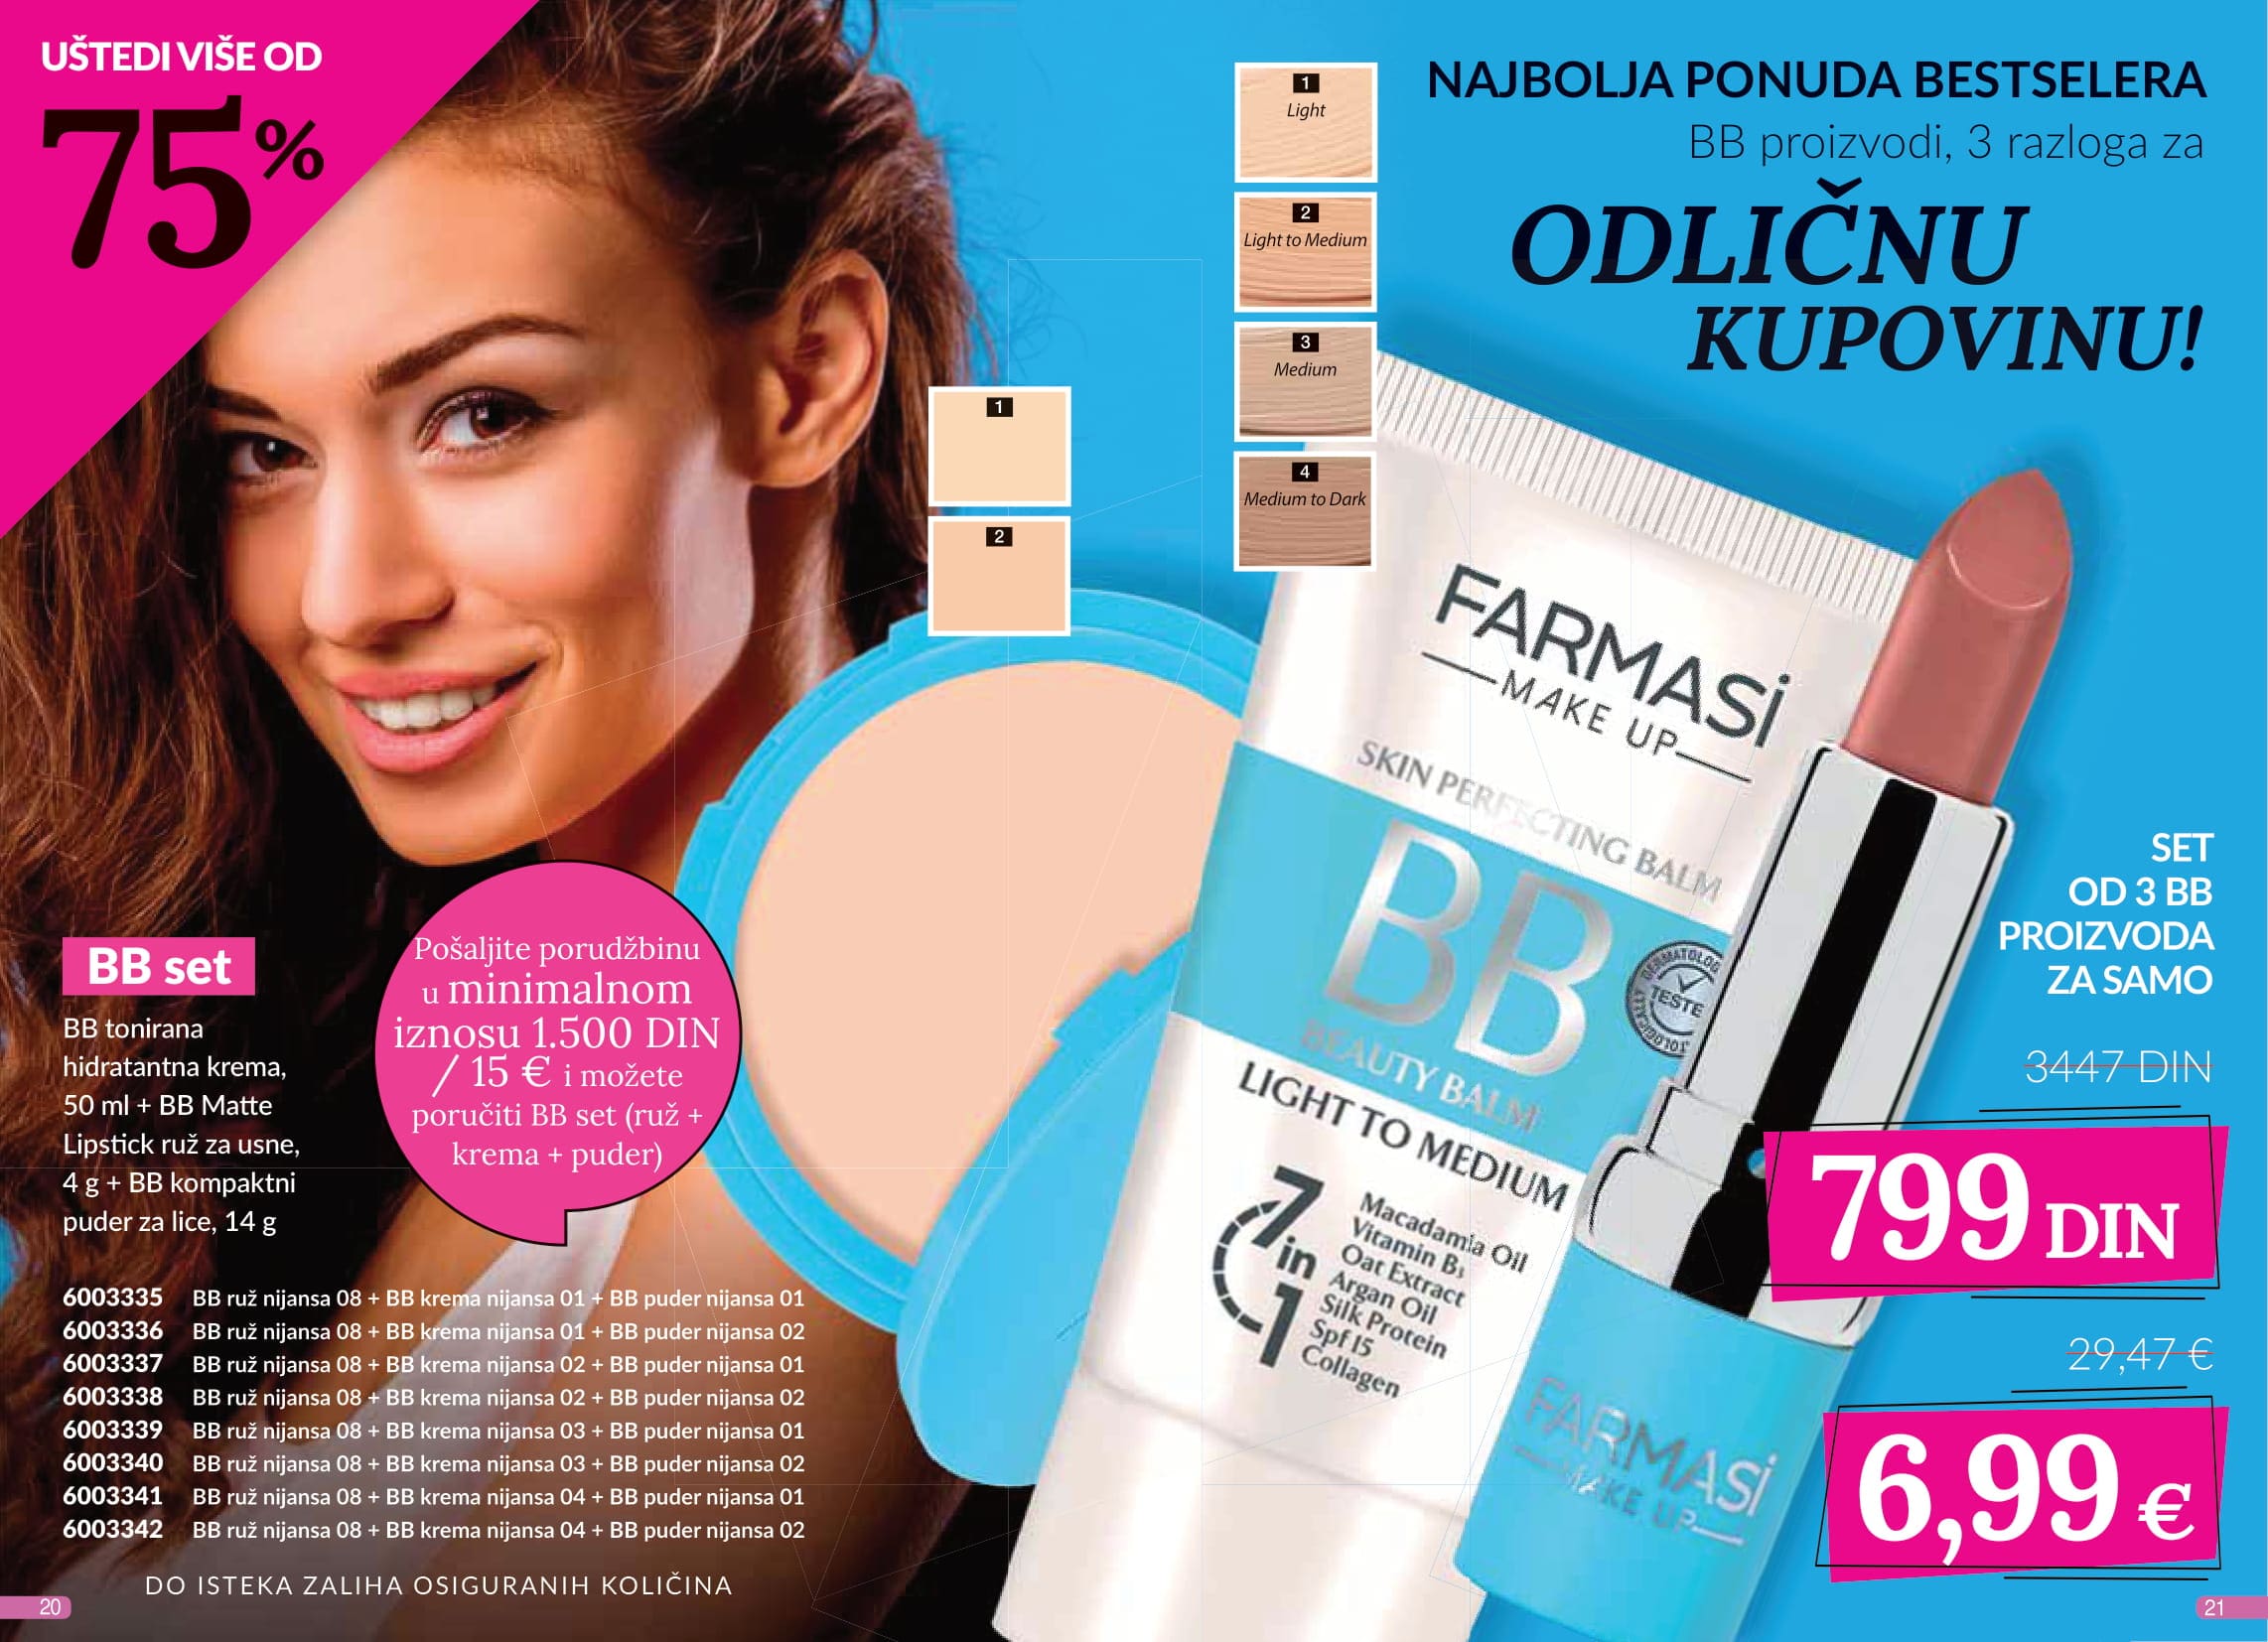 UŠTEDI VIŠE OD
75%
1
2
1
Light
2
Light to Medium
3
Medium
4
Medium to Dark
NAJBOLJA PONUDA BESTSELERA
BB proizvodi, 3 razloga za
ODLIČNU
KUPOVINU!
FARMASi
MAKE UP
SKIN PERFECTING BALM
BB
BEAUTY BALM
DERMATOLOGICALLY
TESTE
LIGHT TO MEDIUM
7 in 1
Macadamia Oil
Vitamin B₃
Oat Extract
Argan Oil
Silk Protein
Spf 15
Collagen
FARMASi
MAKE UP
SET
OD 3 BB
PROIZVODA
ZA SAMO
3447 DIN
799 DIN
29,47 €
6,99 €
BB set
BB tonirana
hidratantna krema,
50 ml + BB Matte
Lipstick ruž za usne,
4 g + BB kompaktni
puder za lice, 14 g
Pošaljite porudžbinu
u minimalnom
iznosu 1.500 DIN
/ 15 € i možete
poručiti BB set (ruž +
krema + puder)
6003335 BB ruž nijansa 08 + BB krema nijansa 01 + BB puder nijansa 01
6003336 BB ruž nijansa 08 + BB krema nijansa 01 + BB puder nijansa 02
6003337 BB ruž nijansa 08 + BB krema nijansa 02 + BB puder nijansa 01
6003338 BB ruž nijansa 08 + BB krema nijansa 02 + BB puder nijansa 02
6003339 BB ruž nijansa 08 + BB krema nijansa 03 + BB puder nijansa 01
6003340 BB ruž nijansa 08 + BB krema nijansa 03 + BB puder nijansa 02
6003341 BB ruž nijansa 08 + BB krema nijansa 04 + BB puder nijansa 01
6003342 BB ruž nijansa 08 + BB krema nijansa 04 + BB puder nijansa 02
DO ISTEKA ZALIHA OSIGURANIH KOLIČINA
20
21